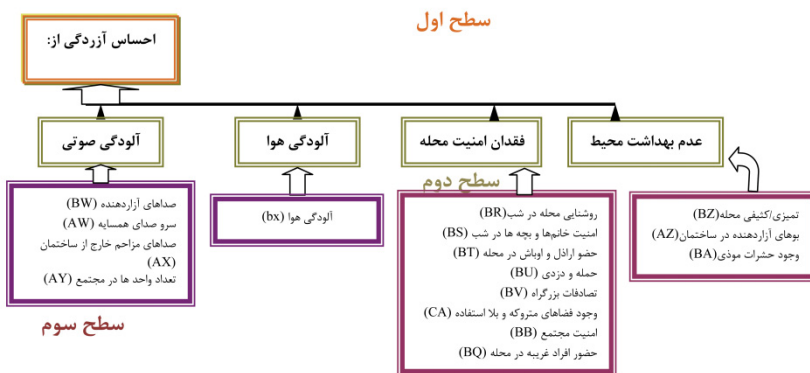 سطح اول
احساس آزردگی از:
عدم بهداشت محیط
فقدان امنیت محله
آلودگی هوا
آلودگی صوتی
سطح دوم
تمیزی/کثیفی محله(BZ)
بوهای آزاردهنده در ساختمان(AZ)
وجود حشرات موذی(BA)
روشنایی محله در شب(BR)
امنیت خانم‌ها و بچه ها در شب (BS)
حضو اراذل و اوباش در محله (BT)
حمله و دزدی (BU)
تصادفات بزرگراه (BV)
وجود فضاهای متروکه و بلا استفاده (CA)
امنیت مجتمع (BB)
حضور افراد غریبه در محله (BQ)
آلودگی هوا (bx)
صداهای آزاردهنده (BW)
سرو صدای همسایه (AW)
صداهای مزاحم خارج از ساختمان
(AX)
تعداد واحد ها در مجتمع (AY)
سطح سوم